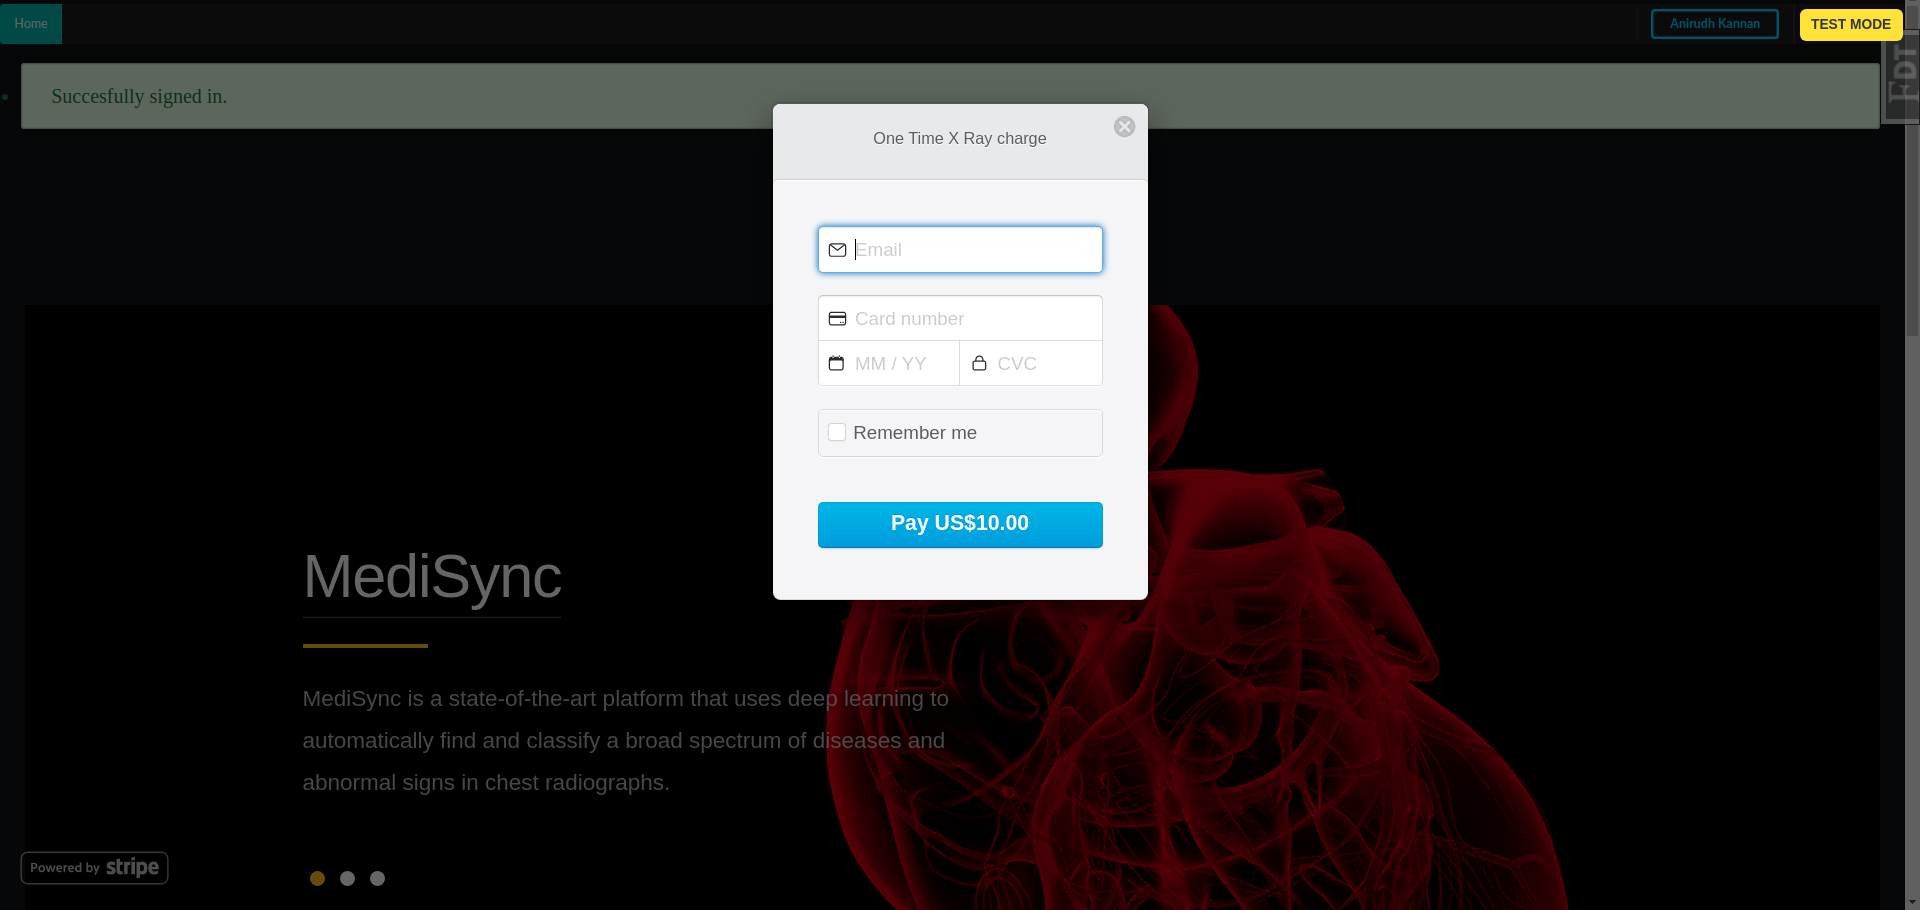 Home
Anirudh Kannan
TEST MODE
FDT
Succesfully signed in.
One Time X Ray charge
Email
Card number
MM / YY
CVC
Remember me
Pay US$10.00
MediSync
MediSync is a state-of-the-art platform that uses deep learning to
automatically find and classify a broad spectrum of diseases and
abnormal signs in chest radiographs.
Powered by stripe